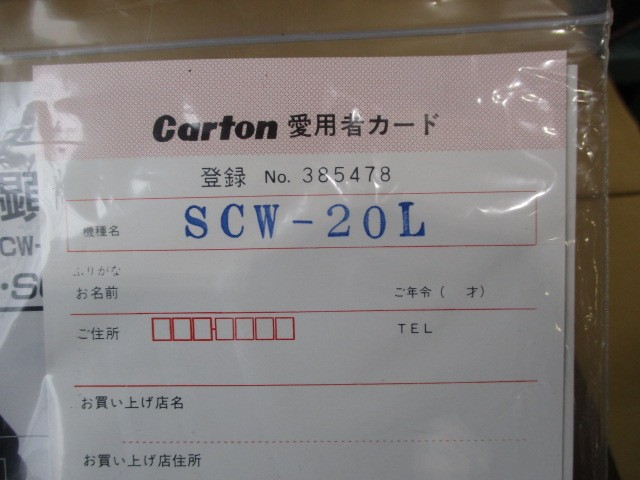 Carton 愛用者カード
登録 No. 385478
機種名 SCW-20L
ふりがな
お名前 ご年令( 才)
ご住所 TEL
お買い上げ店名
お買い上げ店住所
顕
CW-
・S